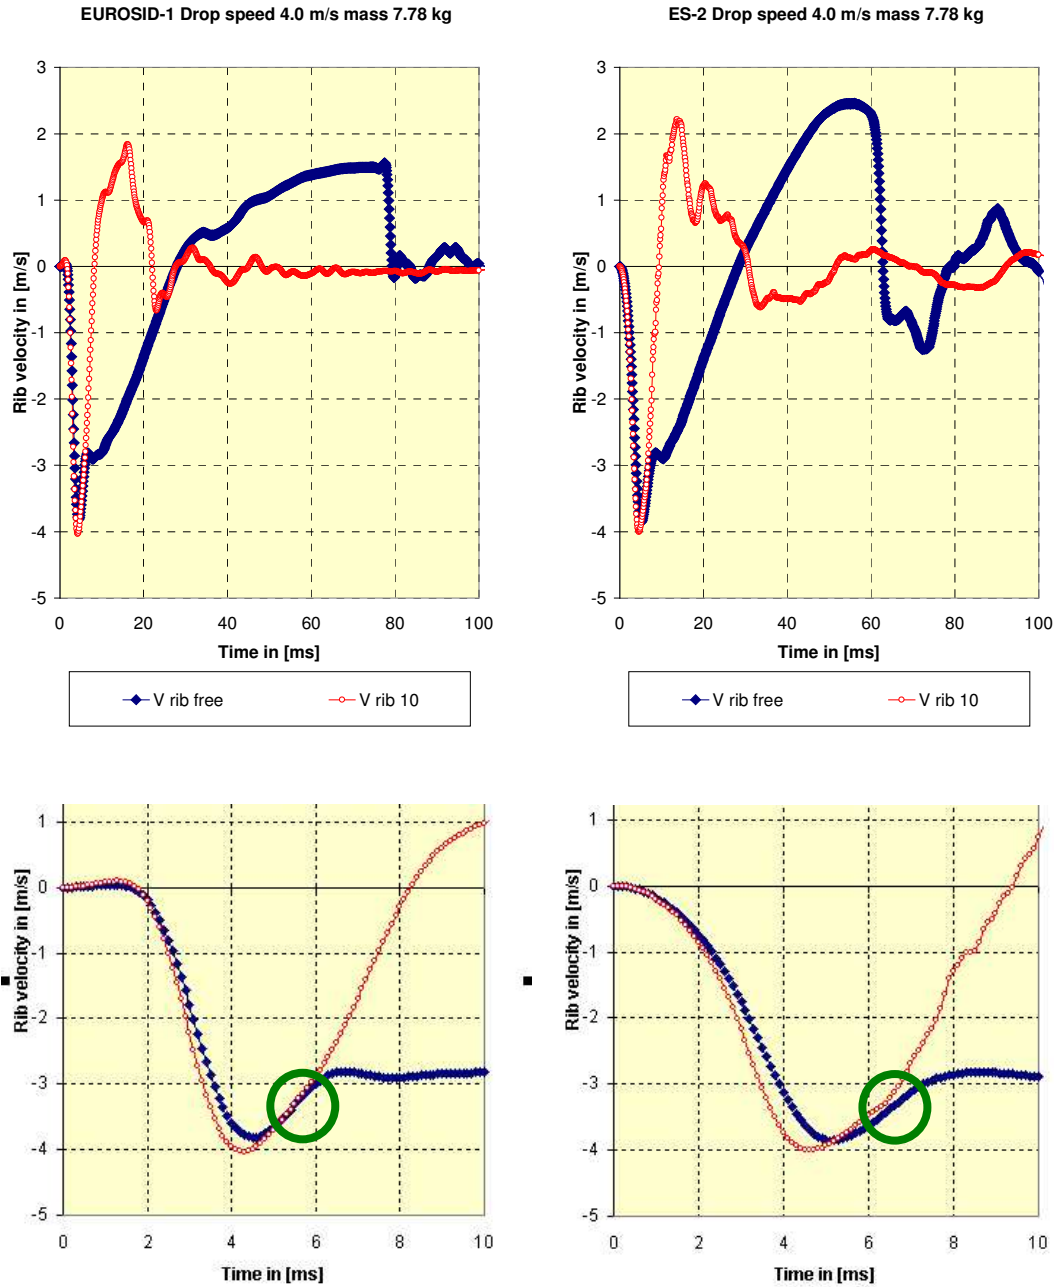 EUROSID-1 Drop speed 4.0 m/s mass 7.78 kg
3
2
1
0
-1
-2
-3
-4
-5
Rib velocity in [m/s]
0 20 40 60 80 100
Time in [ms]
V rib free V rib 10
ES-2 Drop speed 4.0 m/s mass 7.78 kg
3
2
1
0
-1
-2
-3
-4
-5
Rib velocity in [m/s]
0 20 40 60 80 100
Time in [ms]
V rib free V rib 10
1
0
-1
-2
-3
-4
-5
Rib velocity in [m/s]
0 2 4 6 8 10
Time in [ms]
1
0
-1
-2
-3
-4
-5
Rib velocity in [m/s]
0 2 4 6 8 10
Time in [ms]